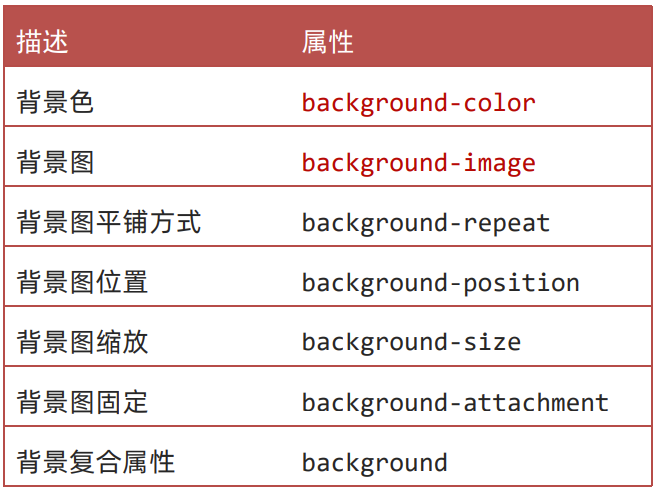 描述 属性
背景色 background-color
背景图 background-image
背景图平铺方式 background-repeat
背景图位置 background-position
背景图缩放 background-size
背景图固定 background-attachment
背景复合属性 background